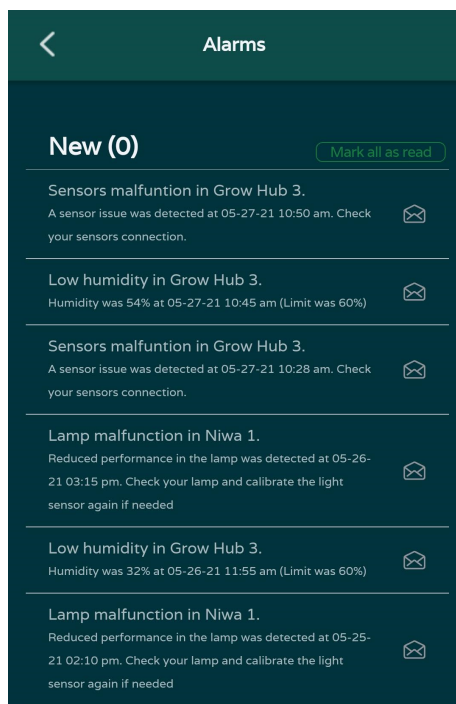 Alarms
New (0)
Mark all as read
Sensors malfuntion in Grow Hub 3.
A sensor issue was detected at 05-27-21 10:50 am. Check
your sensors connection.
Low humidity in Grow Hub 3.
Humidity was 54% at 05-27-21 10:45 am (Limit was 60%)
Sensors malfuntion in Grow Hub 3.
A sensor issue was detected at 05-27-21 10:28 am. Check
your sensors connection.
Lamp malfunction in Niwa 1.
Reduced performance in the lamp was detected at 05-26-
21 03:15 pm. Check your lamp and calibrate the light
sensor again if needed
Low humidity in Grow Hub 3.
Humidity was 32% at 05-26-21 11:55 am (Limit was 60%)
Lamp malfunction in Niwa 1.
Reduced performance in the lamp was detected at 05-25-
21 02:10 pm. Check your lamp and calibrate the light
sensor again if needed